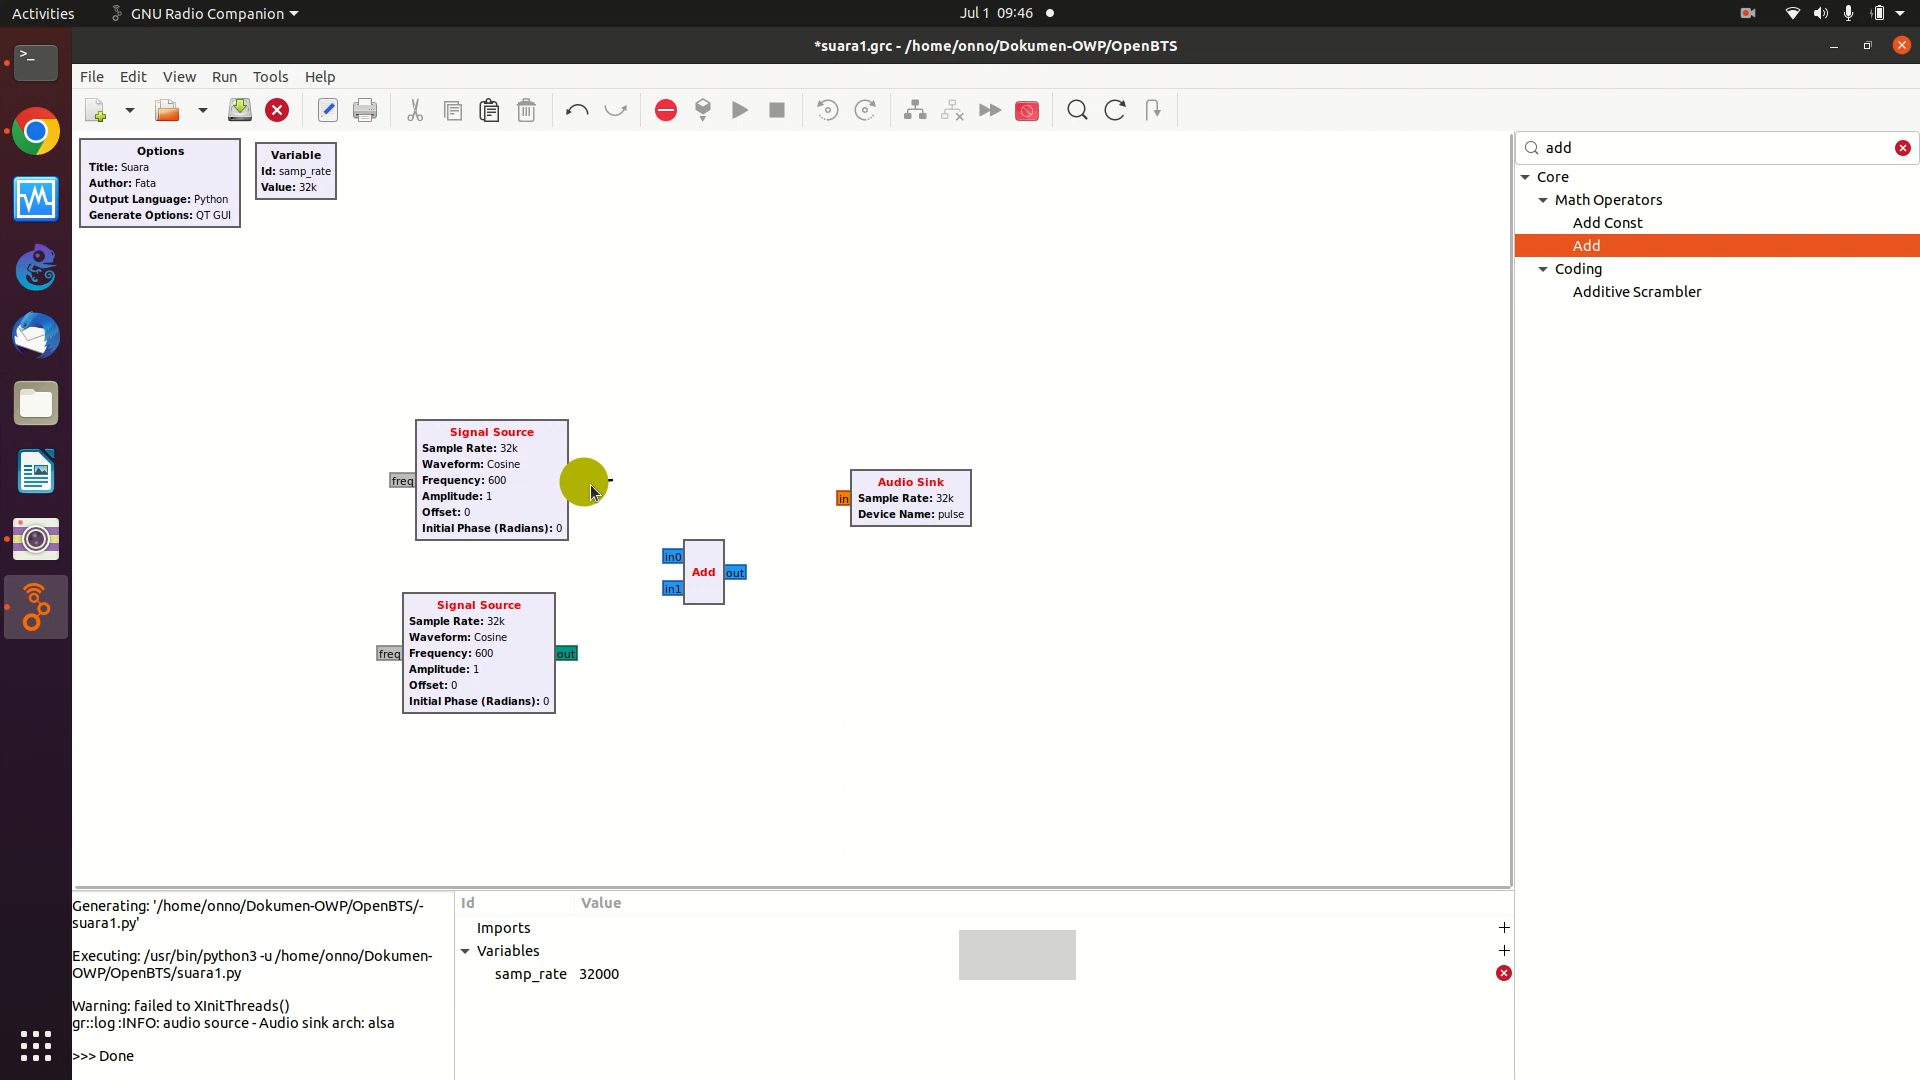 Activities
GNU Radio Companion
Jul 1 09:46
*suara1.grc - /home/onno/Dokumen-OWP/OpenBTS
File Edit View Run Tools Help
Options
Title: Suara
Author: Fata
Output Language: Python
Generate Options: QT GUI
Variable
Id: samp_rate
Value: 32k
add
Core
Math Operators
Add Const
Add
Coding
Additive Scrambler
Signal Source
Sample Rate: 32k
Waveform: Cosine
freq
Frequency: 600
Amplitude: 1
Offset: 0
Initial Phase (Radians): 0
Audio Sink
in
Sample Rate: 32k
Device Name: pulse
in0
Add
out
in1
Signal Source
Sample Rate: 32k
Waveform: Cosine
freq
Frequency: 600
out
Amplitude: 1
Offset: 0
Initial Phase (Radians): 0
Generating: '/home/onno/Dokumen-OWP/OpenBTS/-
suara1.py'
Executing: /usr/bin/python3 -u /home/onno/Dokumen-
OWP/OpenBTS/suara1.py
Warning: failed to XInitThreads()
gr::log :INFO: audio source - Audio sink arch: alsa
>>> Done
Id Value
Imports
Variables
samp_rate 32000